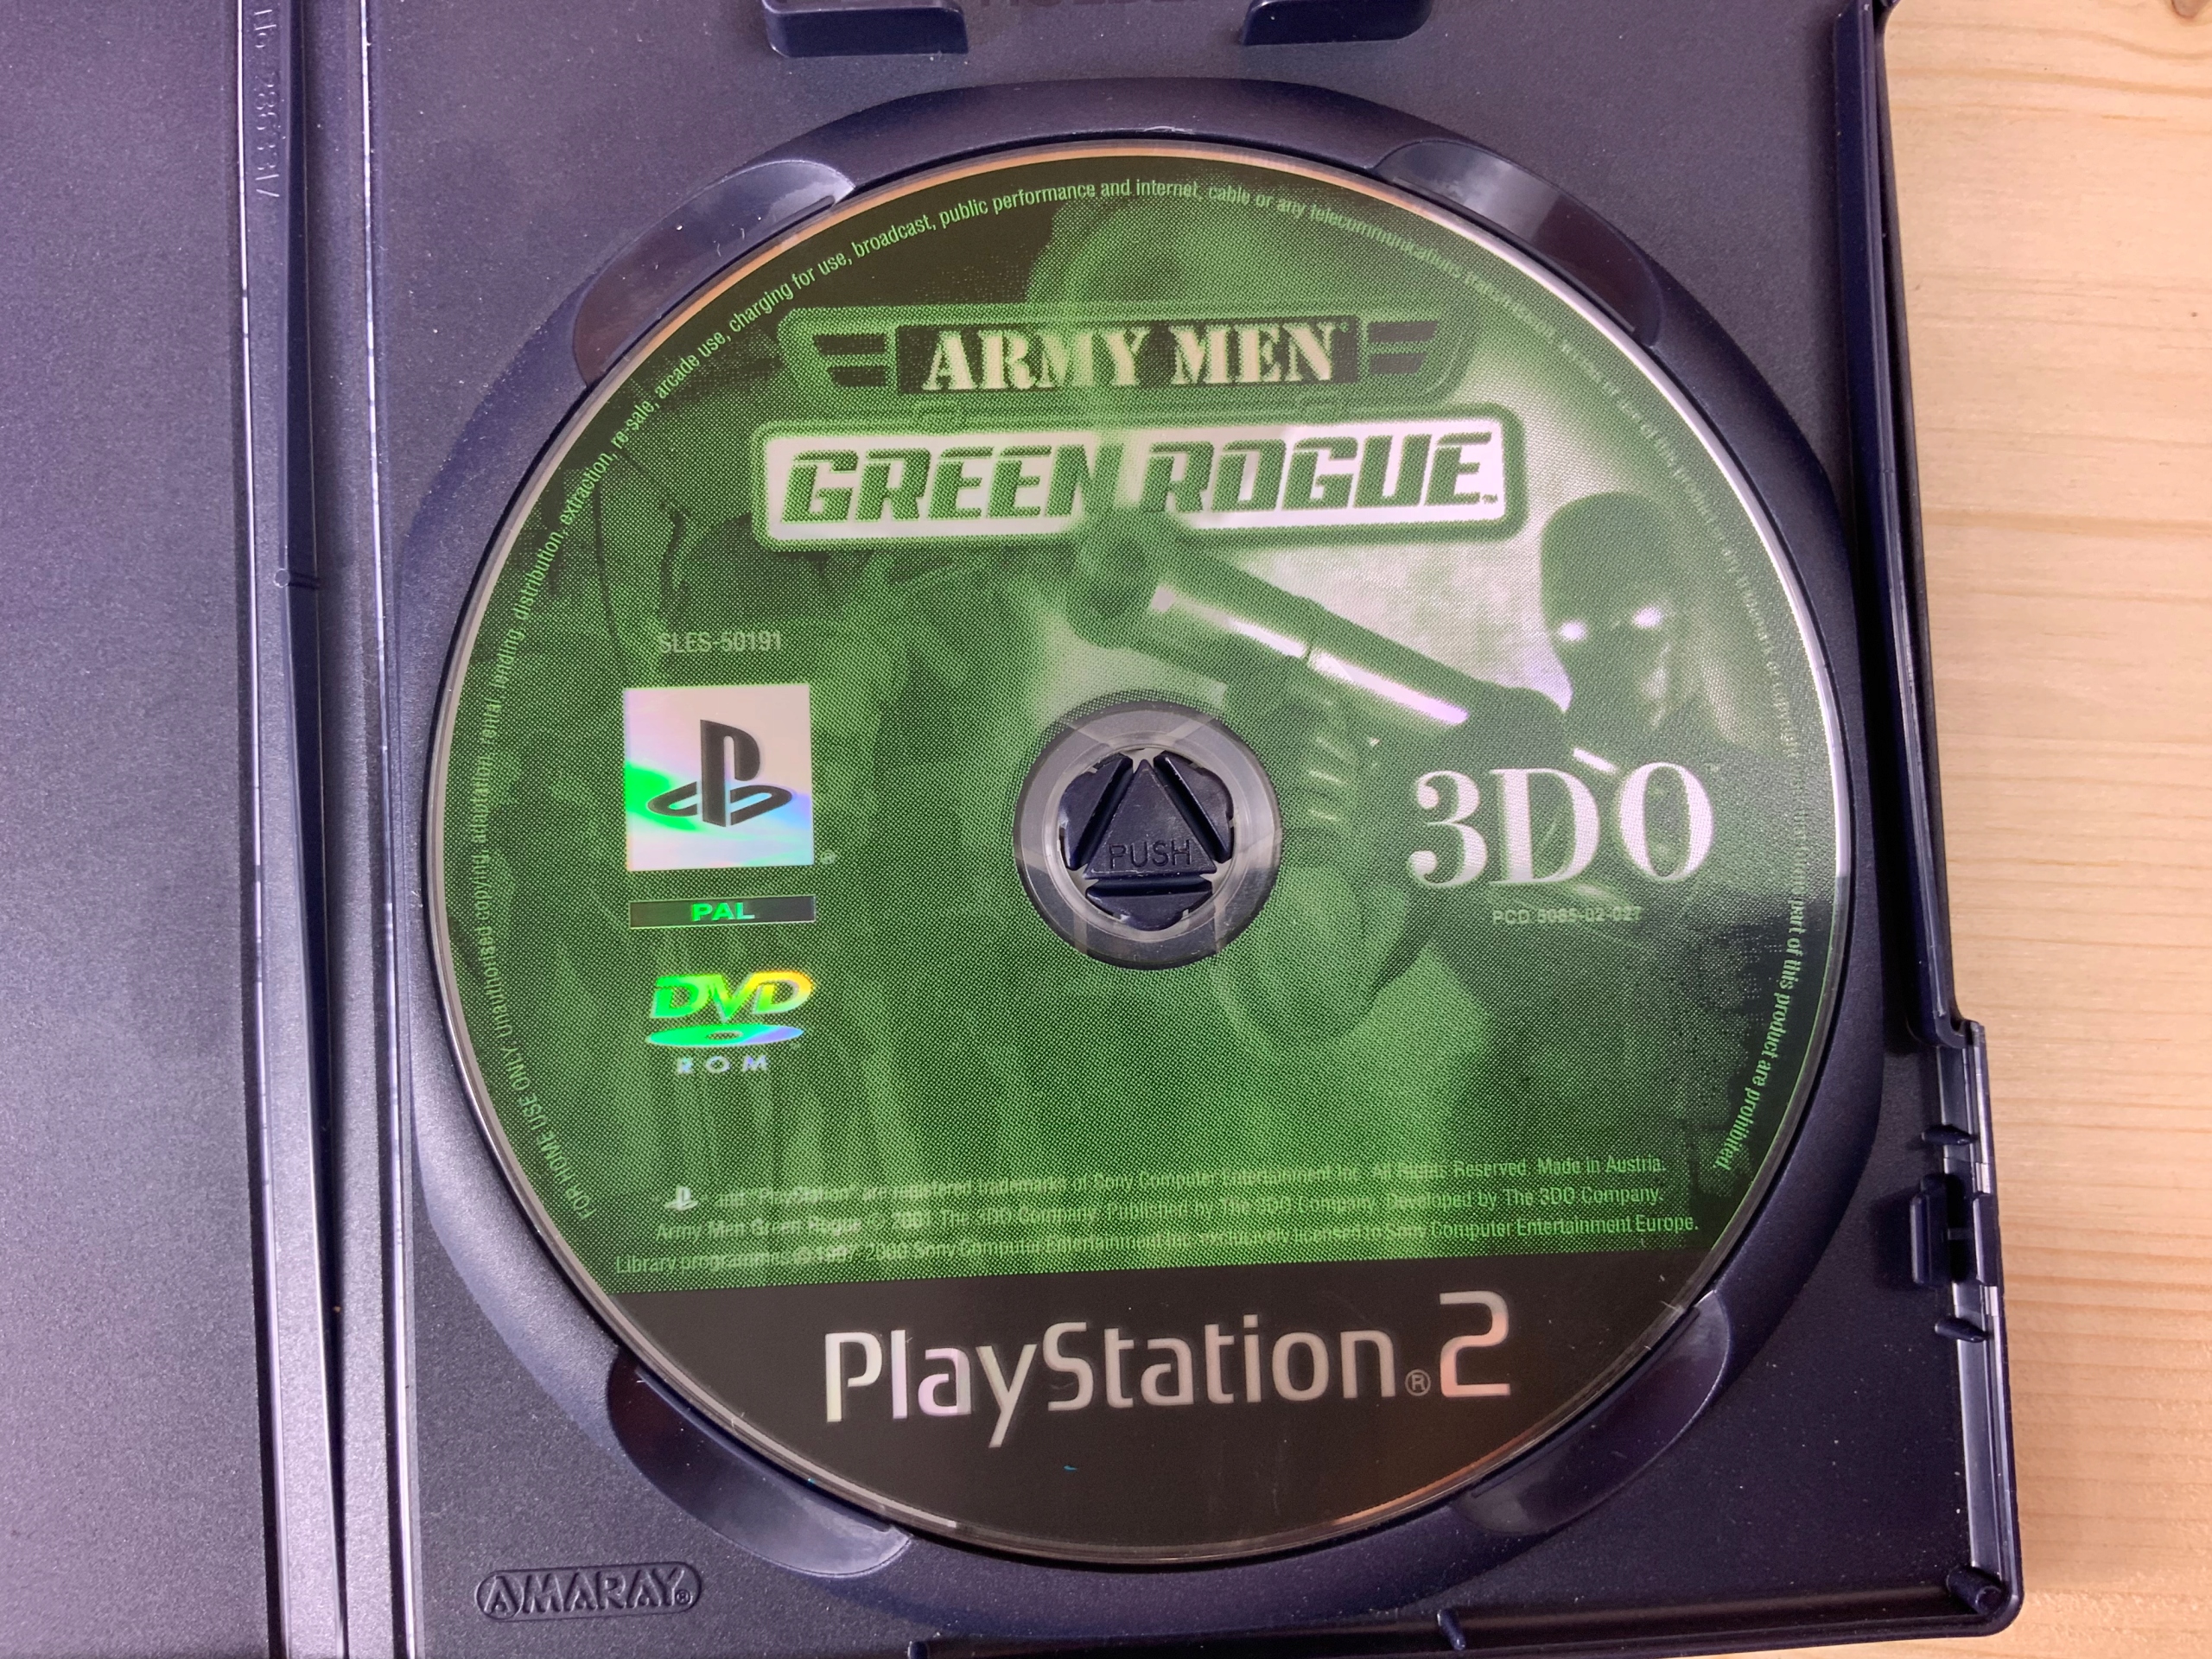 FOR HOME USE ONLY. Unauthorised copying, adaptation, rental, lending, distribution, extraction, re-sale, arcade use, charging for use, broadcast, public performance and internet, cable or any telecommunications part of this product are prohibited.
ARMY MEN®
GREEN ROGUE™
SLES-50191
PUSH
3DO™
PAL
PCD 5085-02-027
DVD
ROM
and "PlayStation" are registered trademarks of Sony Computer Entertainment Inc. All Rights Reserved. Made in Austria.
Army Men Green Rogue © 2001 The 3DO Company. Published by The 3DO Company. Developed by The 3DO Company.
Library programmes © 1997-2000 Sony Computer Entertainment Inc. exclusively licensed to Sony Computer Entertainment Europe.
PlayStation®2
AMARAY®